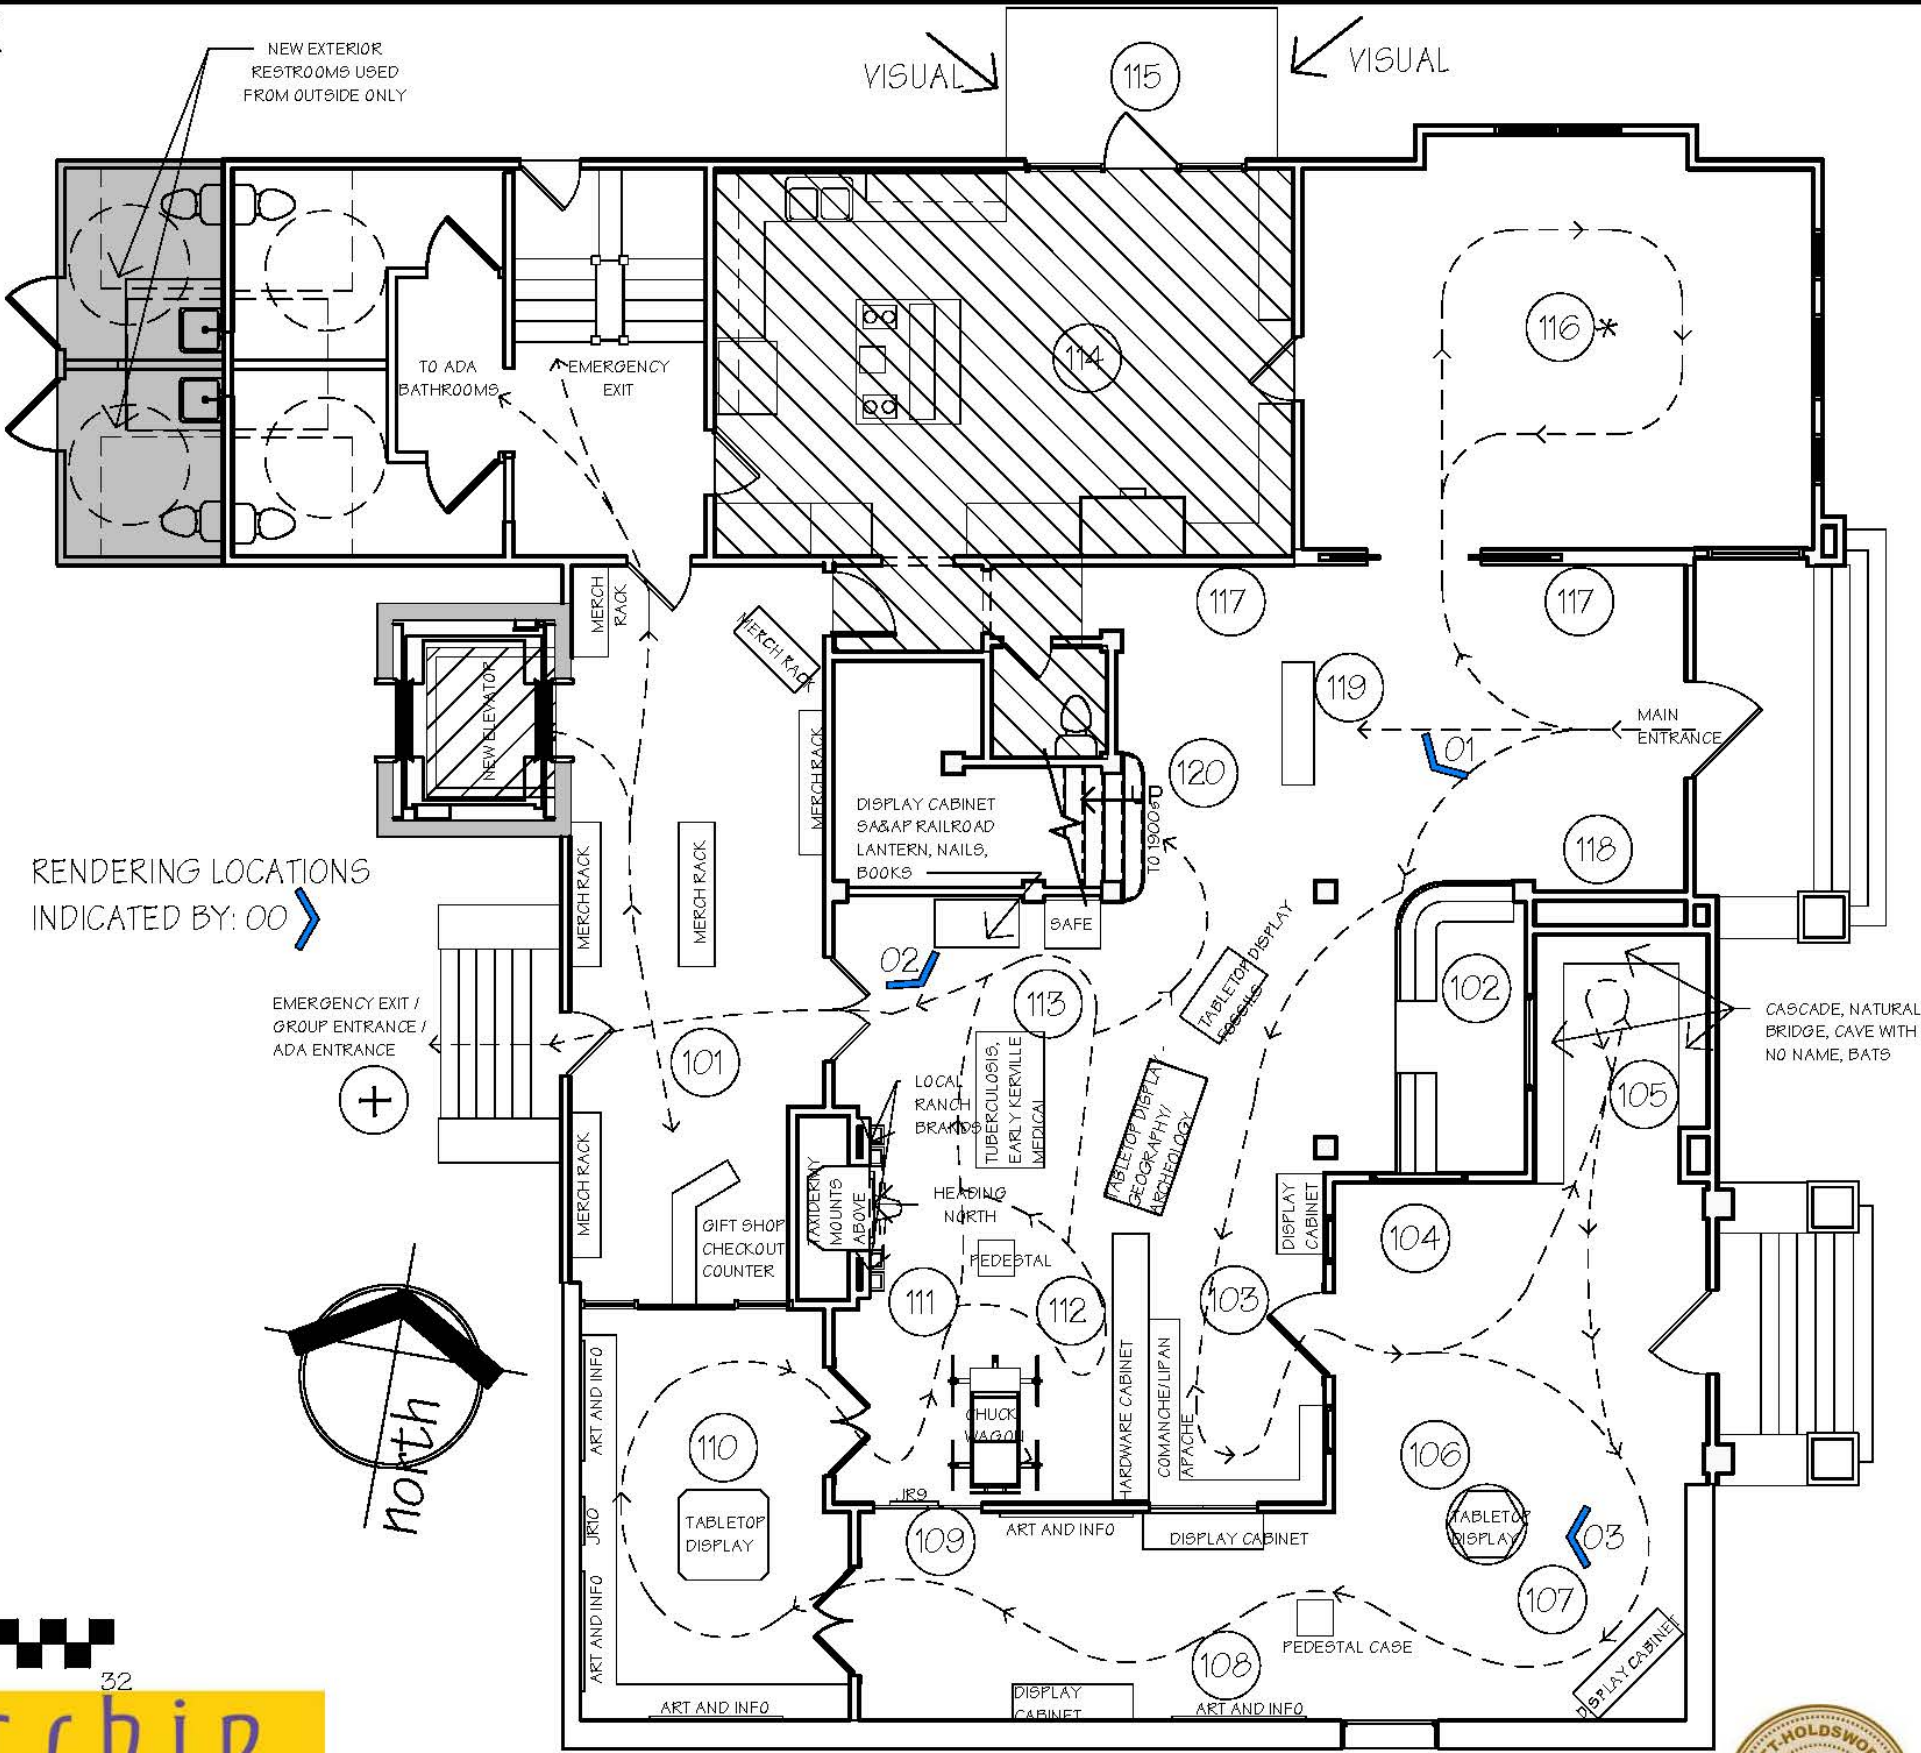 NEW EXTERIOR
RESTROOMS USED
FROM OUTSIDE ONLY
VISUAL
115
VISUAL
116*
114
TO ADA
BATHROOMS
EMERGENCY
EXIT
MERCH
RACK
MERCH RACK
117
117
119
MAIN
ENTRANCE
01
NEW ELEVATOR
MERCH RACK
120
TO 1900s
118
DISPLAY CABINET
SA&AP RAILROAD
LANTERN, NAILS,
BOOKS
SAFE
RENDERING LOCATIONS
INDICATED BY: 00
MERCH RACK
MERCH RACK
02
113
TABLETOP DISPLAY
FOSSILS
102
CASCADE, NATURAL
BRIDGE, CAVE WITH
NO NAME, BATS
EMERGENCY EXIT /
GROUP ENTRANCE /
ADA ENTRANCE
+
101
LOCAL
RANCH
BRANDS
TUBERCULOSIS,
EARLY KERVILLE
MEDICAL
TABLETOP DISPLAY -
GEOGRAPHY/
ARCHEOLOGY
105
MERCH RACK
GIFT SHOP
CHECKOUT
COUNTER
TAXIDERMY
MOUNTS
ABOVE
HEADING
NORTH
PEDESTAL
DISPLAY
CABINET
104
111
112
103
north
ART AND INFO
110
CHUCK
WAGON
HARDWARE CABINET
COMANCHE/LIPAN
APACHE
106
TABLETOP
DISPLAY
JR10
JR9
109
ART AND INFO
DISPLAY CABINET
TABLETOP
DISPLAY
03
107
ART AND INFO
PEDESTAL CASE
108
DISPLAY CABINET
ART AND INFO
DISPLAY
CABINET
ART AND INFO
32